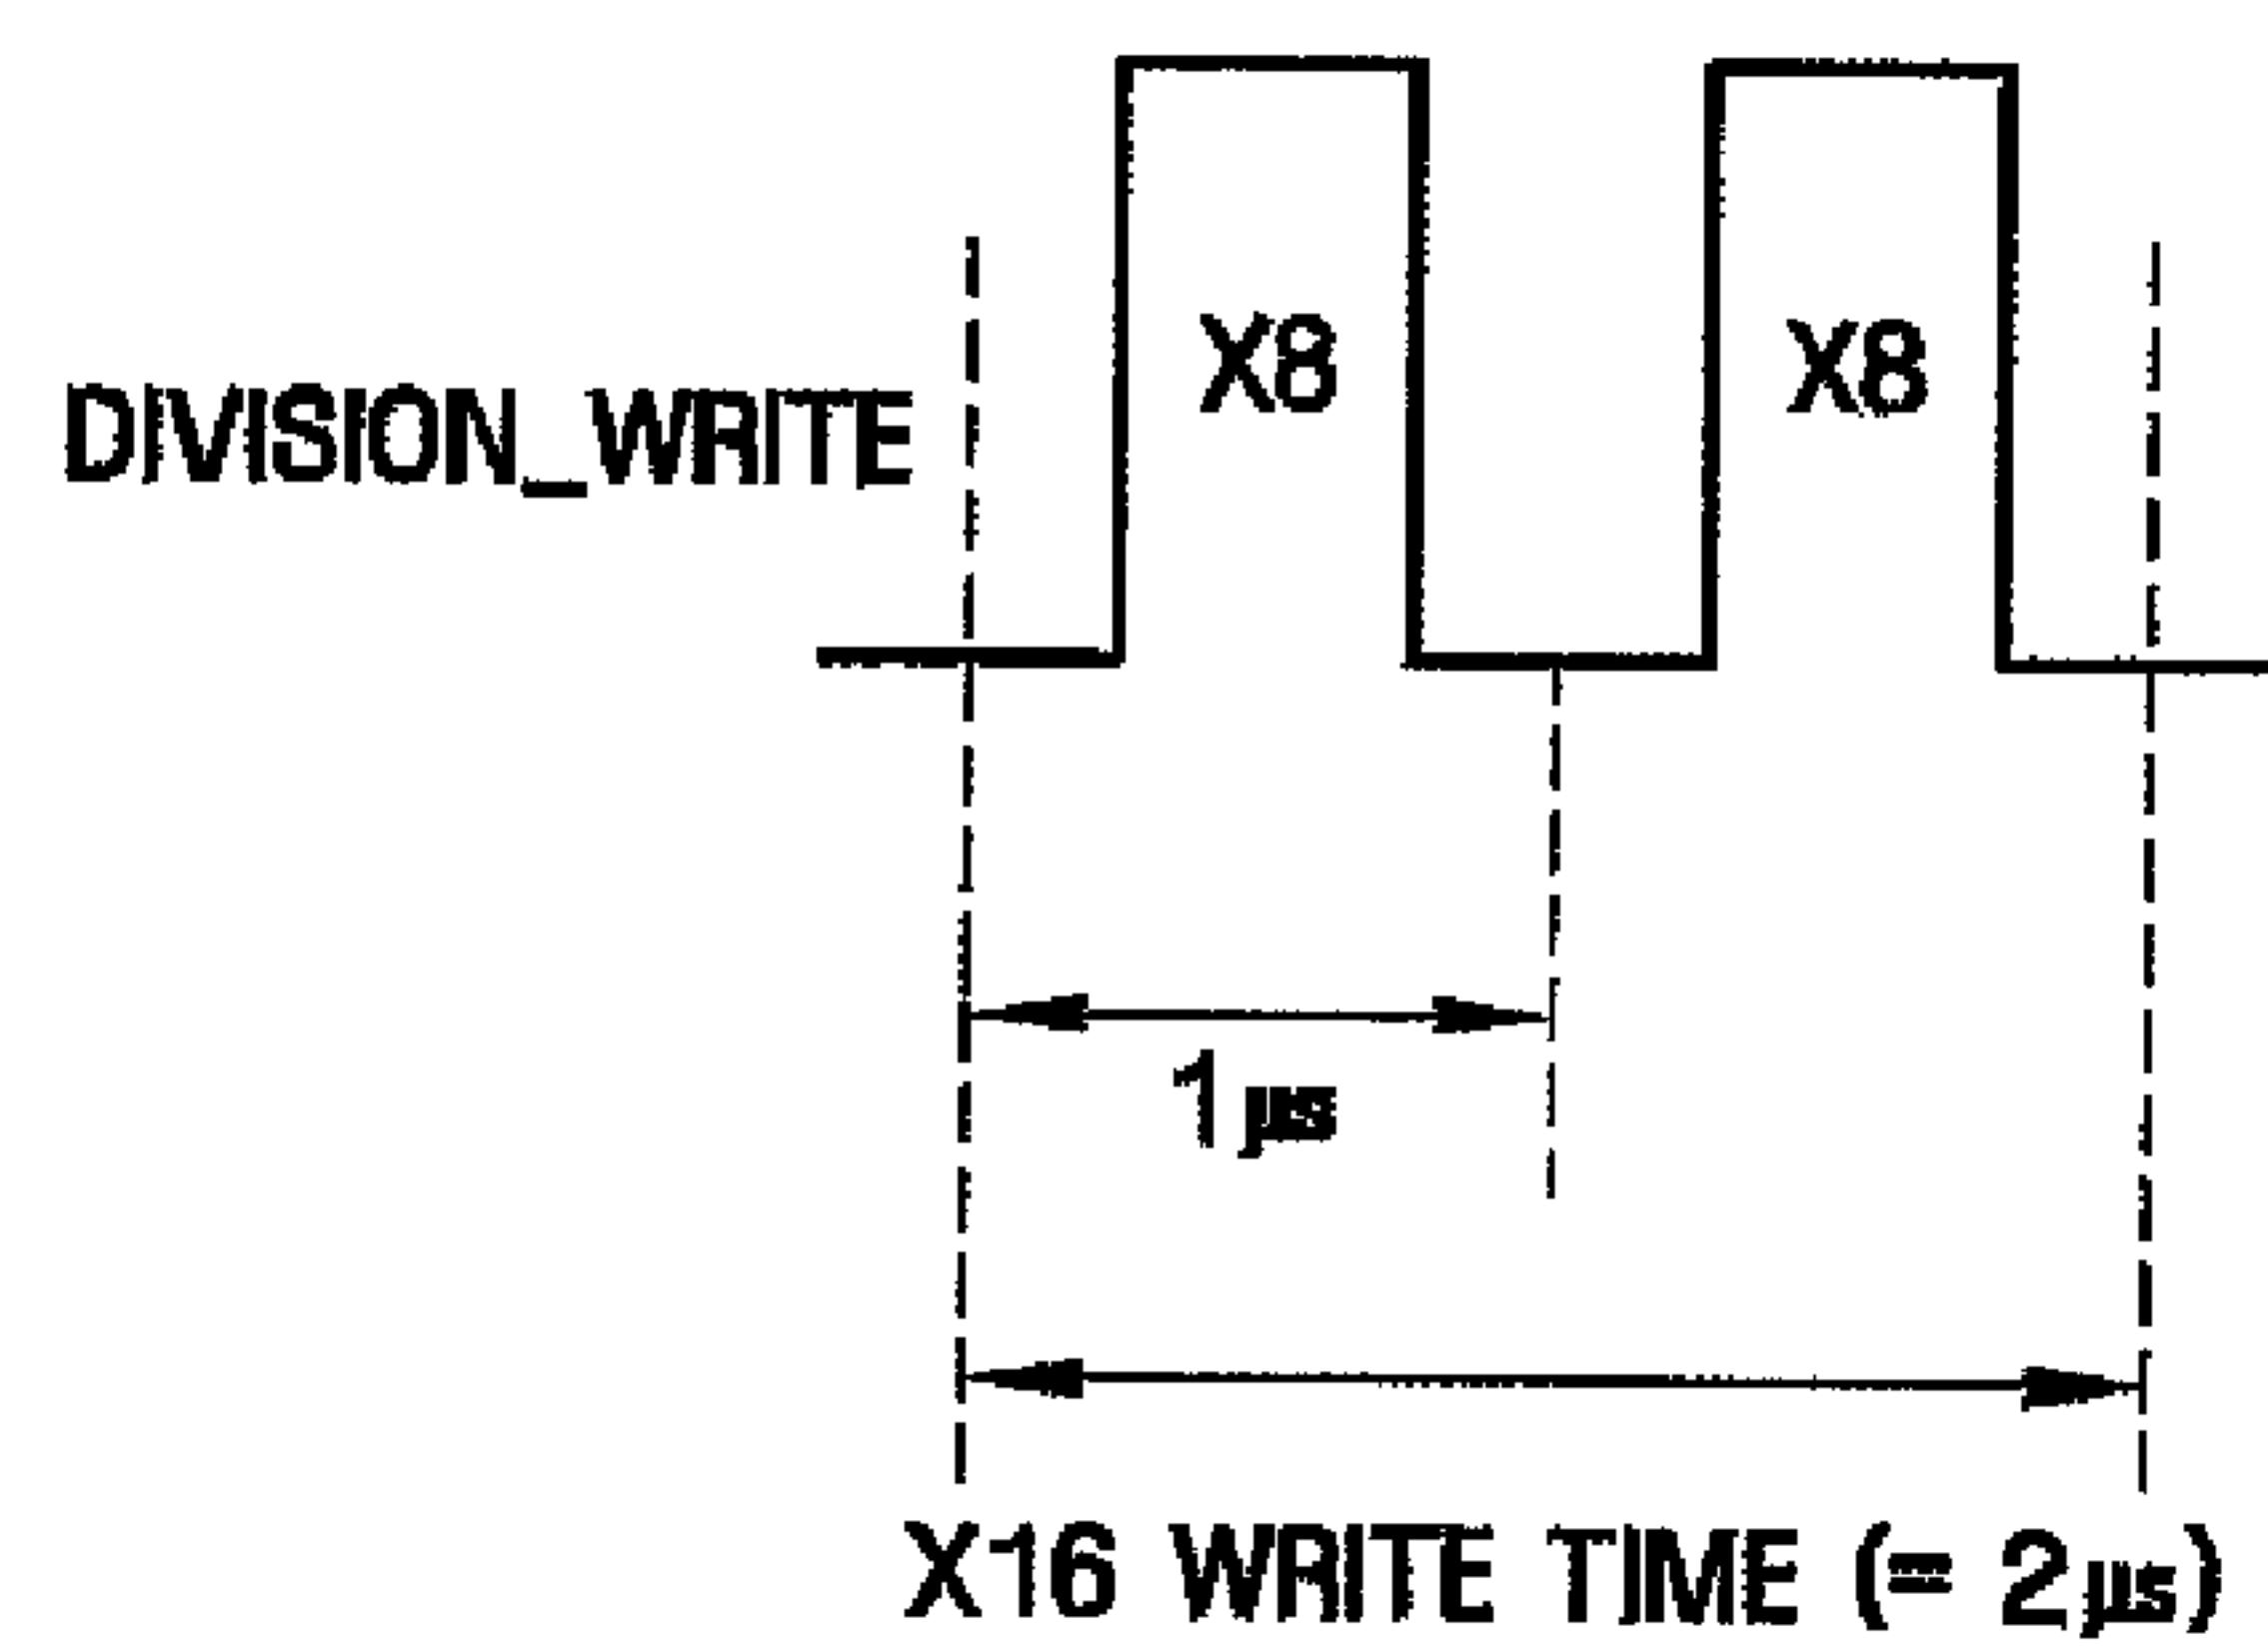 X8
X8
DIVISION_WRITE
1µs
X16 WRITE TIME (= 2µs)